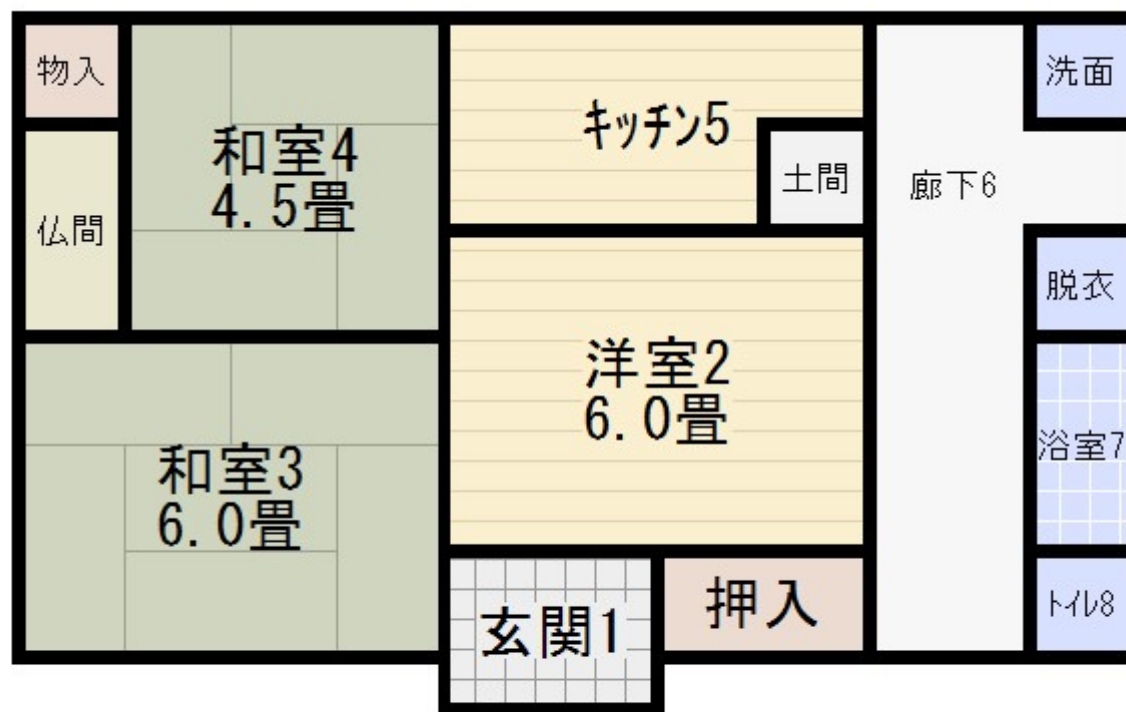 物入
和室4
4.5畳
キッチン5
洗面
土間
廊下6
仏間
脱衣
洋室2
6.0畳
和室3
6.0畳
浴室7
玄関1
押入
トイレ8